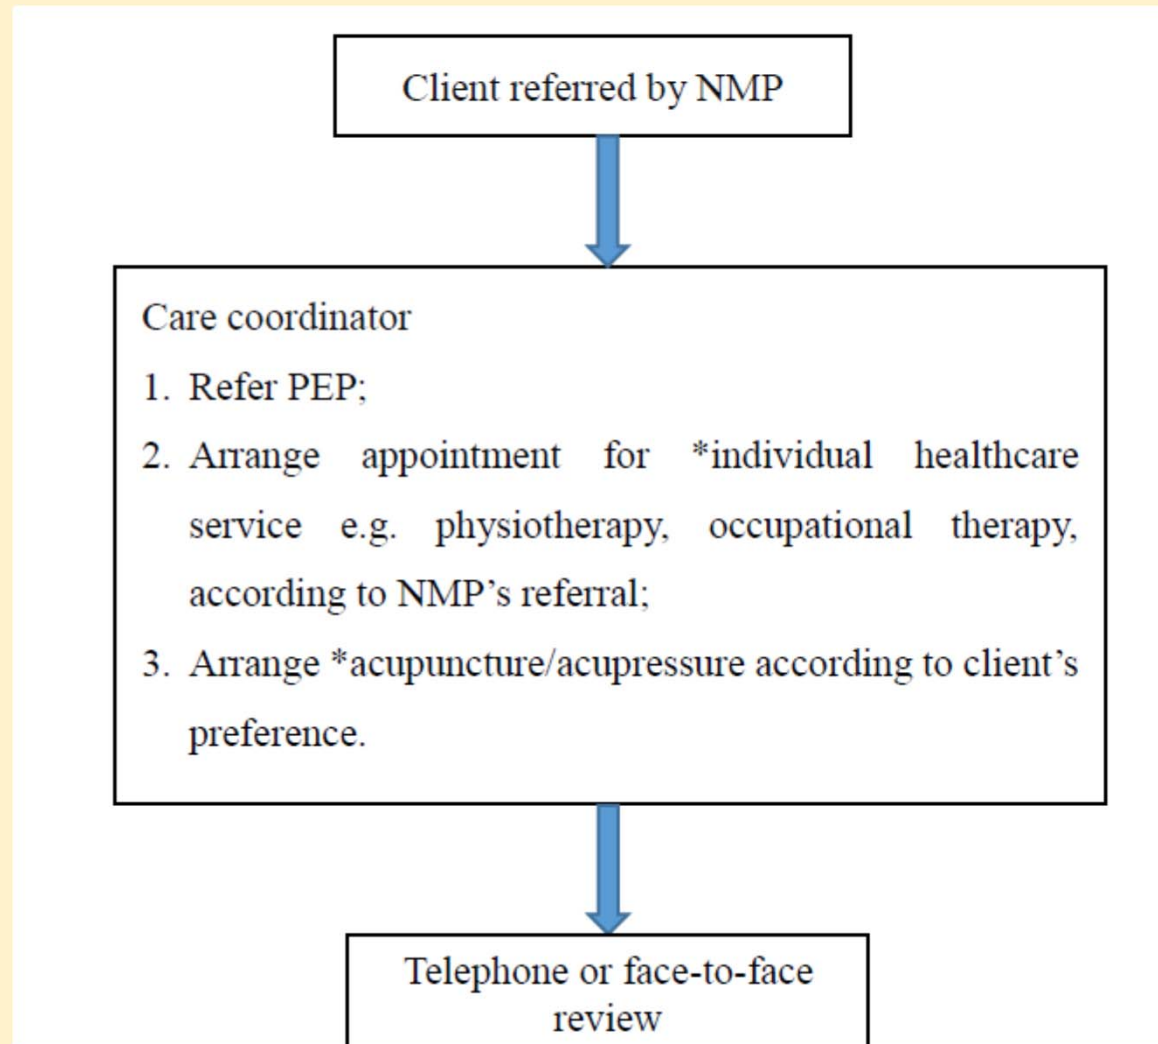 Client referred by NMP
Care coordinator
1. Refer PEP;
2. Arrange appointment for *individual healthcare
service e.g. physiotherapy, occupational therapy,
according to NMP’s referral;
3. Arrange *acupuncture/acupressure according to client’s
preference.
Telephone or face-to-face
review